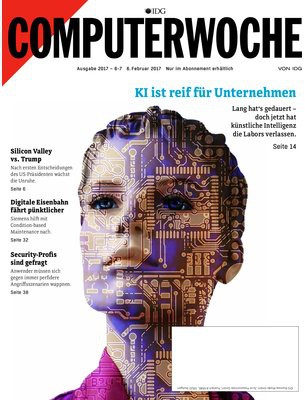 IDG
COMPUTERWOCHE
Ausgabe 2017 – 6-7 6. Februar 2017 Nur im Abonnement erhältlich
VON IDG
KI ist reif für Unternehmen
Lang hat's gedauert –
doch jetzt hat
künstliche Intelligenz
die Labors verlassen.
Seite 14
Silicon Valley
vs. Trump
Nach ersten Entscheidungen
des US-Präsidenten wächst
die Unruhe.
Seite 6
Digitale Eisenbahn
fährt pünktlicher
Siemens hilft mit
Condition-based
Maintenance nach.
Seite 32
Security-Profis
sind gefragt
Anwender müssen sich
gegen immer perfidere
Angriffsszenarien wappnen.
Seite 38